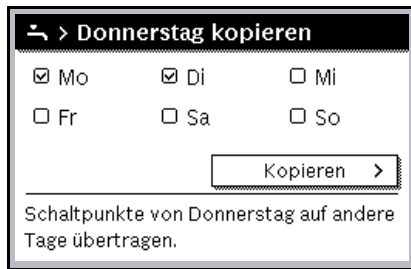 > Donnerstag kopieren
Mo Di Mi
Fr Sa So
Kopieren >
Schaltpunkte von Donnerstag auf andere
Tage übertragen.